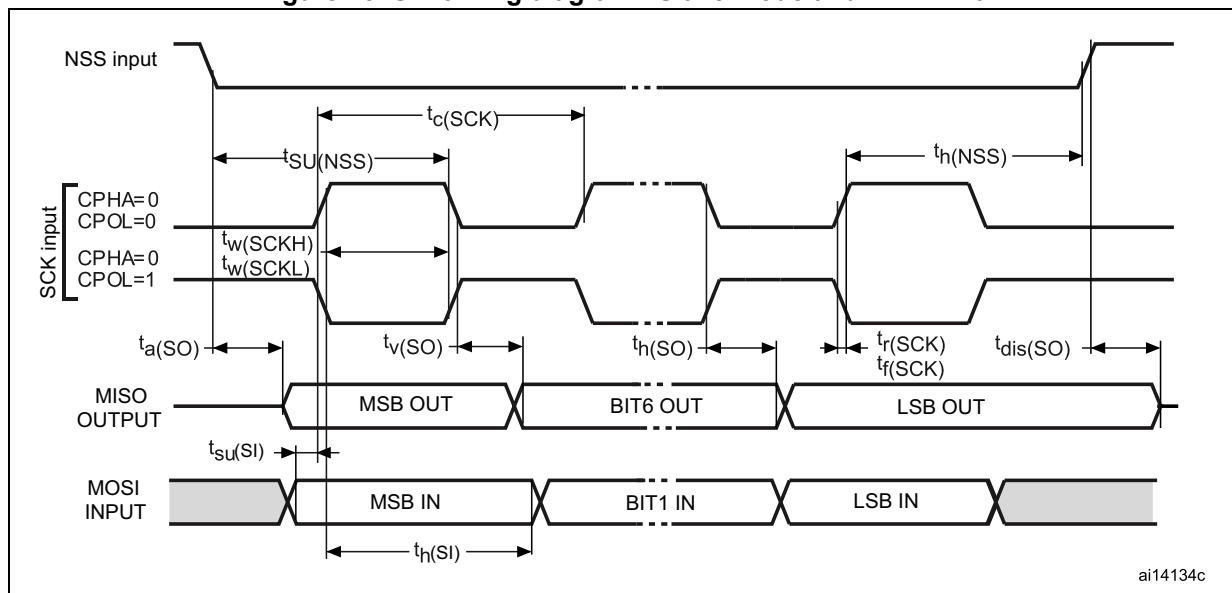 NSS input
tc(SCK)
tSU(NSS)
th(NSS)
SCK input
CPHA=0
CPOL=0
tw(SCKH)
CPHA=0
tw(SCKL)
CPOL=1
ta(SO)
tv(SO)
th(SO)
tr(SCK)
tf(SCK)
tdis(SO)
MISO
OUTPUT
MSB OUT
BIT6 OUT
LSB OUT
tsu(SI)
MOSI
INPUT
MSB IN
BIT1 IN
LSB IN
th(SI)
ai14134c